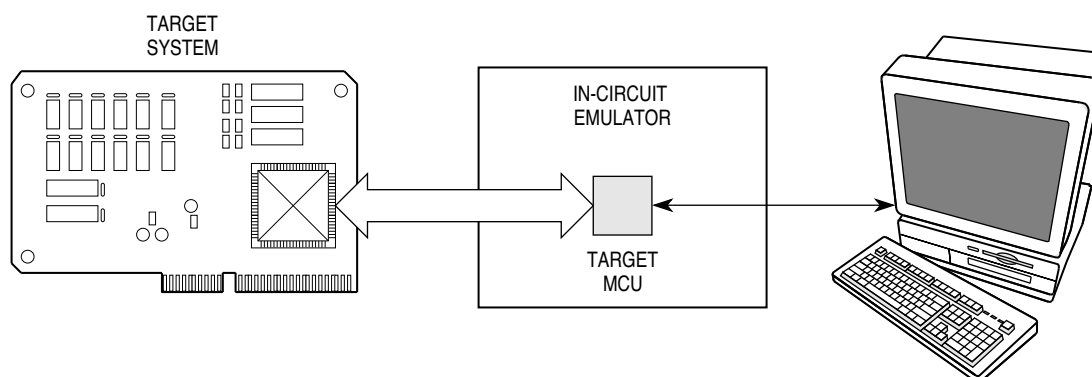 TARGET
SYSTEM
IN-CIRCUIT
EMULATOR
TARGET
MCU